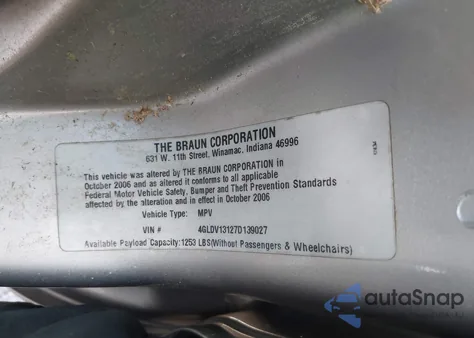 THE BRAUN CORPORATION
631 W. 11th Street, Winamac, Indiana 46996
This vehicle was altered by THE BRAUN CORPORATION in
October 2006 and as altered it conforms to all applicable
Federal Motor Vehicle Safety, Bumper and Theft Prevention Standards
affected by the alteration and in effect in October 2006
Vehicle Type: MPV
VIN # 4GLDV13127D139027
Available Payload Capacity:1253 LBS(Without Passengers & Wheelchairs)
autaSnap